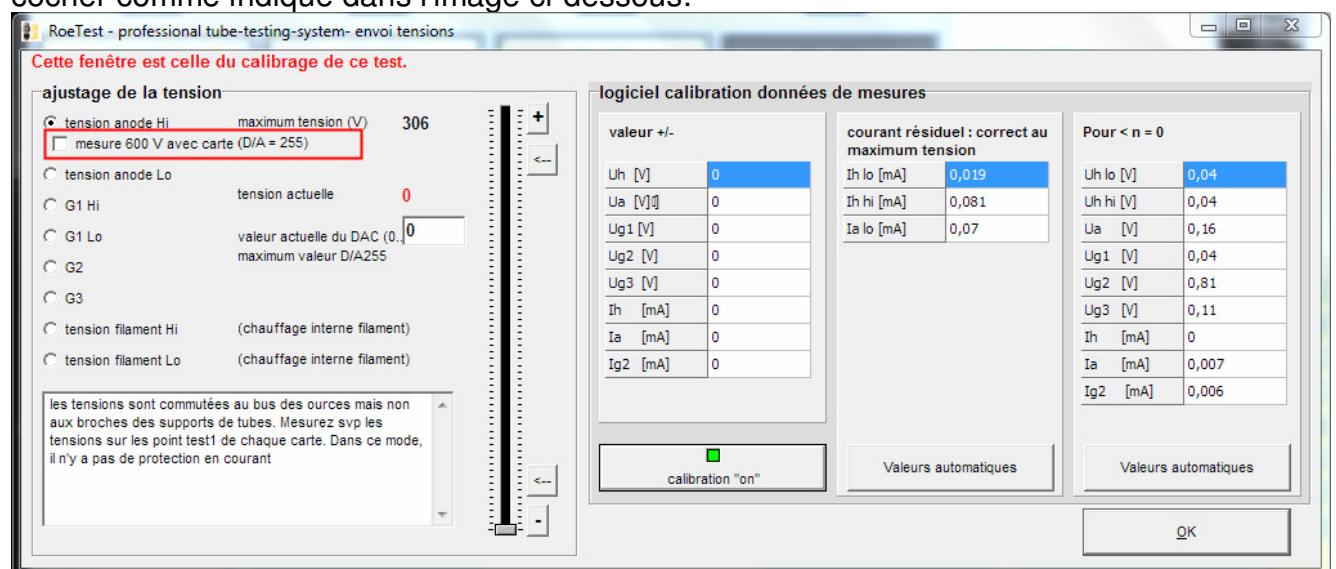 cocher comme indiqué dans l'image ci-dessous:
RoeTest - professional tube-testing-system- envoi tensions
Cette fenêtre est celle du calibrage de ce test.
ajustage de la tension
tension anode Hi maximum tension (V) 306
mesure 600 V avec carte (D/A = 255)
tension anode Lo
tension actuelle 0
G1 Hi
G1 Lo valeur actuelle du DAC (0.. 0
maximum valeur D/A255
G2
G3
tension filament Hi (chauffage interne filament)
tension filament Lo (chauffage interne filament)
les tensions sont commutées au bus des ources mais non
aux broches des supports de tubes. Mesurez svp les
tensions sur les point test1 de chaque carte. Dans ce mode,
il n'y a pas de protection en courant
+
<--
<--
-
logiciel calibration données de mesures
valeur +/-
Uh [V] 0
Ua [V]0] 0
Ug1 [V] 0
Ug2 [V] 0
Ug3 [V] 0
Ih [mA] 0
Ia [mA] 0
Ig2 [mA] 0
calibration "on"
courant résiduel : correct au
maximum tension
Ih lo [mA] 0,019
Ih hi [mA] 0,081
Ia lo [mA] 0,07
Valeurs automatiques
Pour < n = 0
Uh lo [V] 0,04
Uh hi [V] 0,04
Ua [V] 0,16
Ug1 [V] 0,04
Ug2 [V] 0,81
Ug3 [V] 0,11
Ih [mA] 0
Ia [mA] 0,007
Ig2 [mA] 0,006
Valeurs automatiques
OK